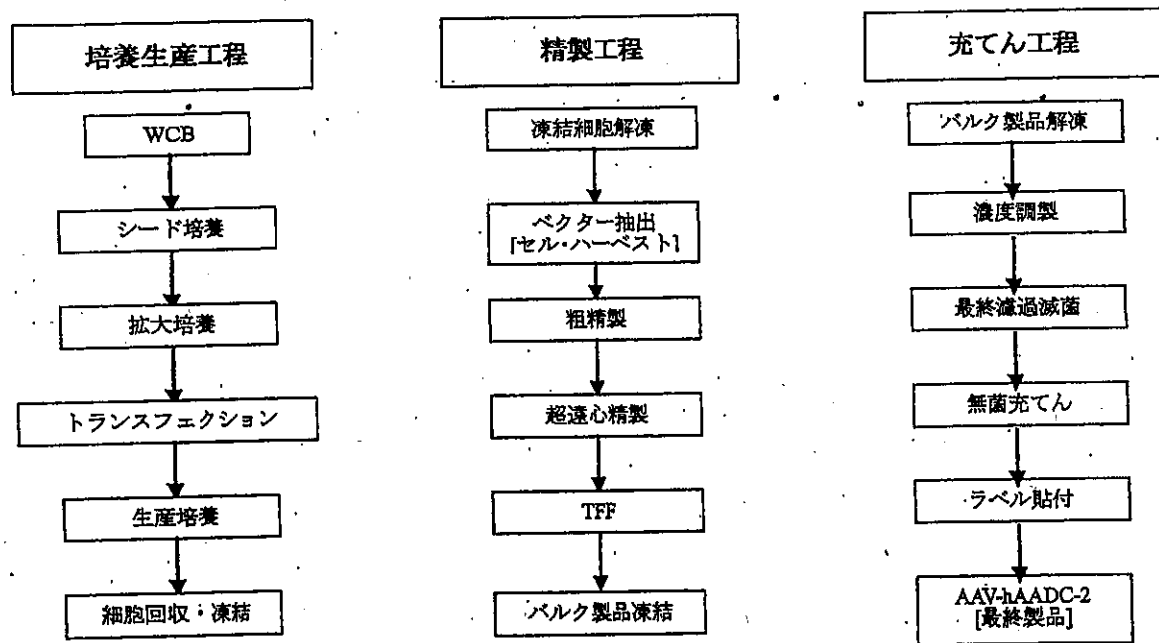 培養生産工程
WCB
シード培養
拡大培養
トランスフェクション
生産培養
細胞回収・凍結
精製工程
凍結細胞解凍
ベクター抽出
[セル・ハーベスト]
粗精製
超遠心精製
TFF
バルク製品凍結
充てん工程
バルク製品解凍
濃度調製
最終濾過滅菌
無菌充てん
ラベル貼付
AAV-hAADC-2
[最終製品]